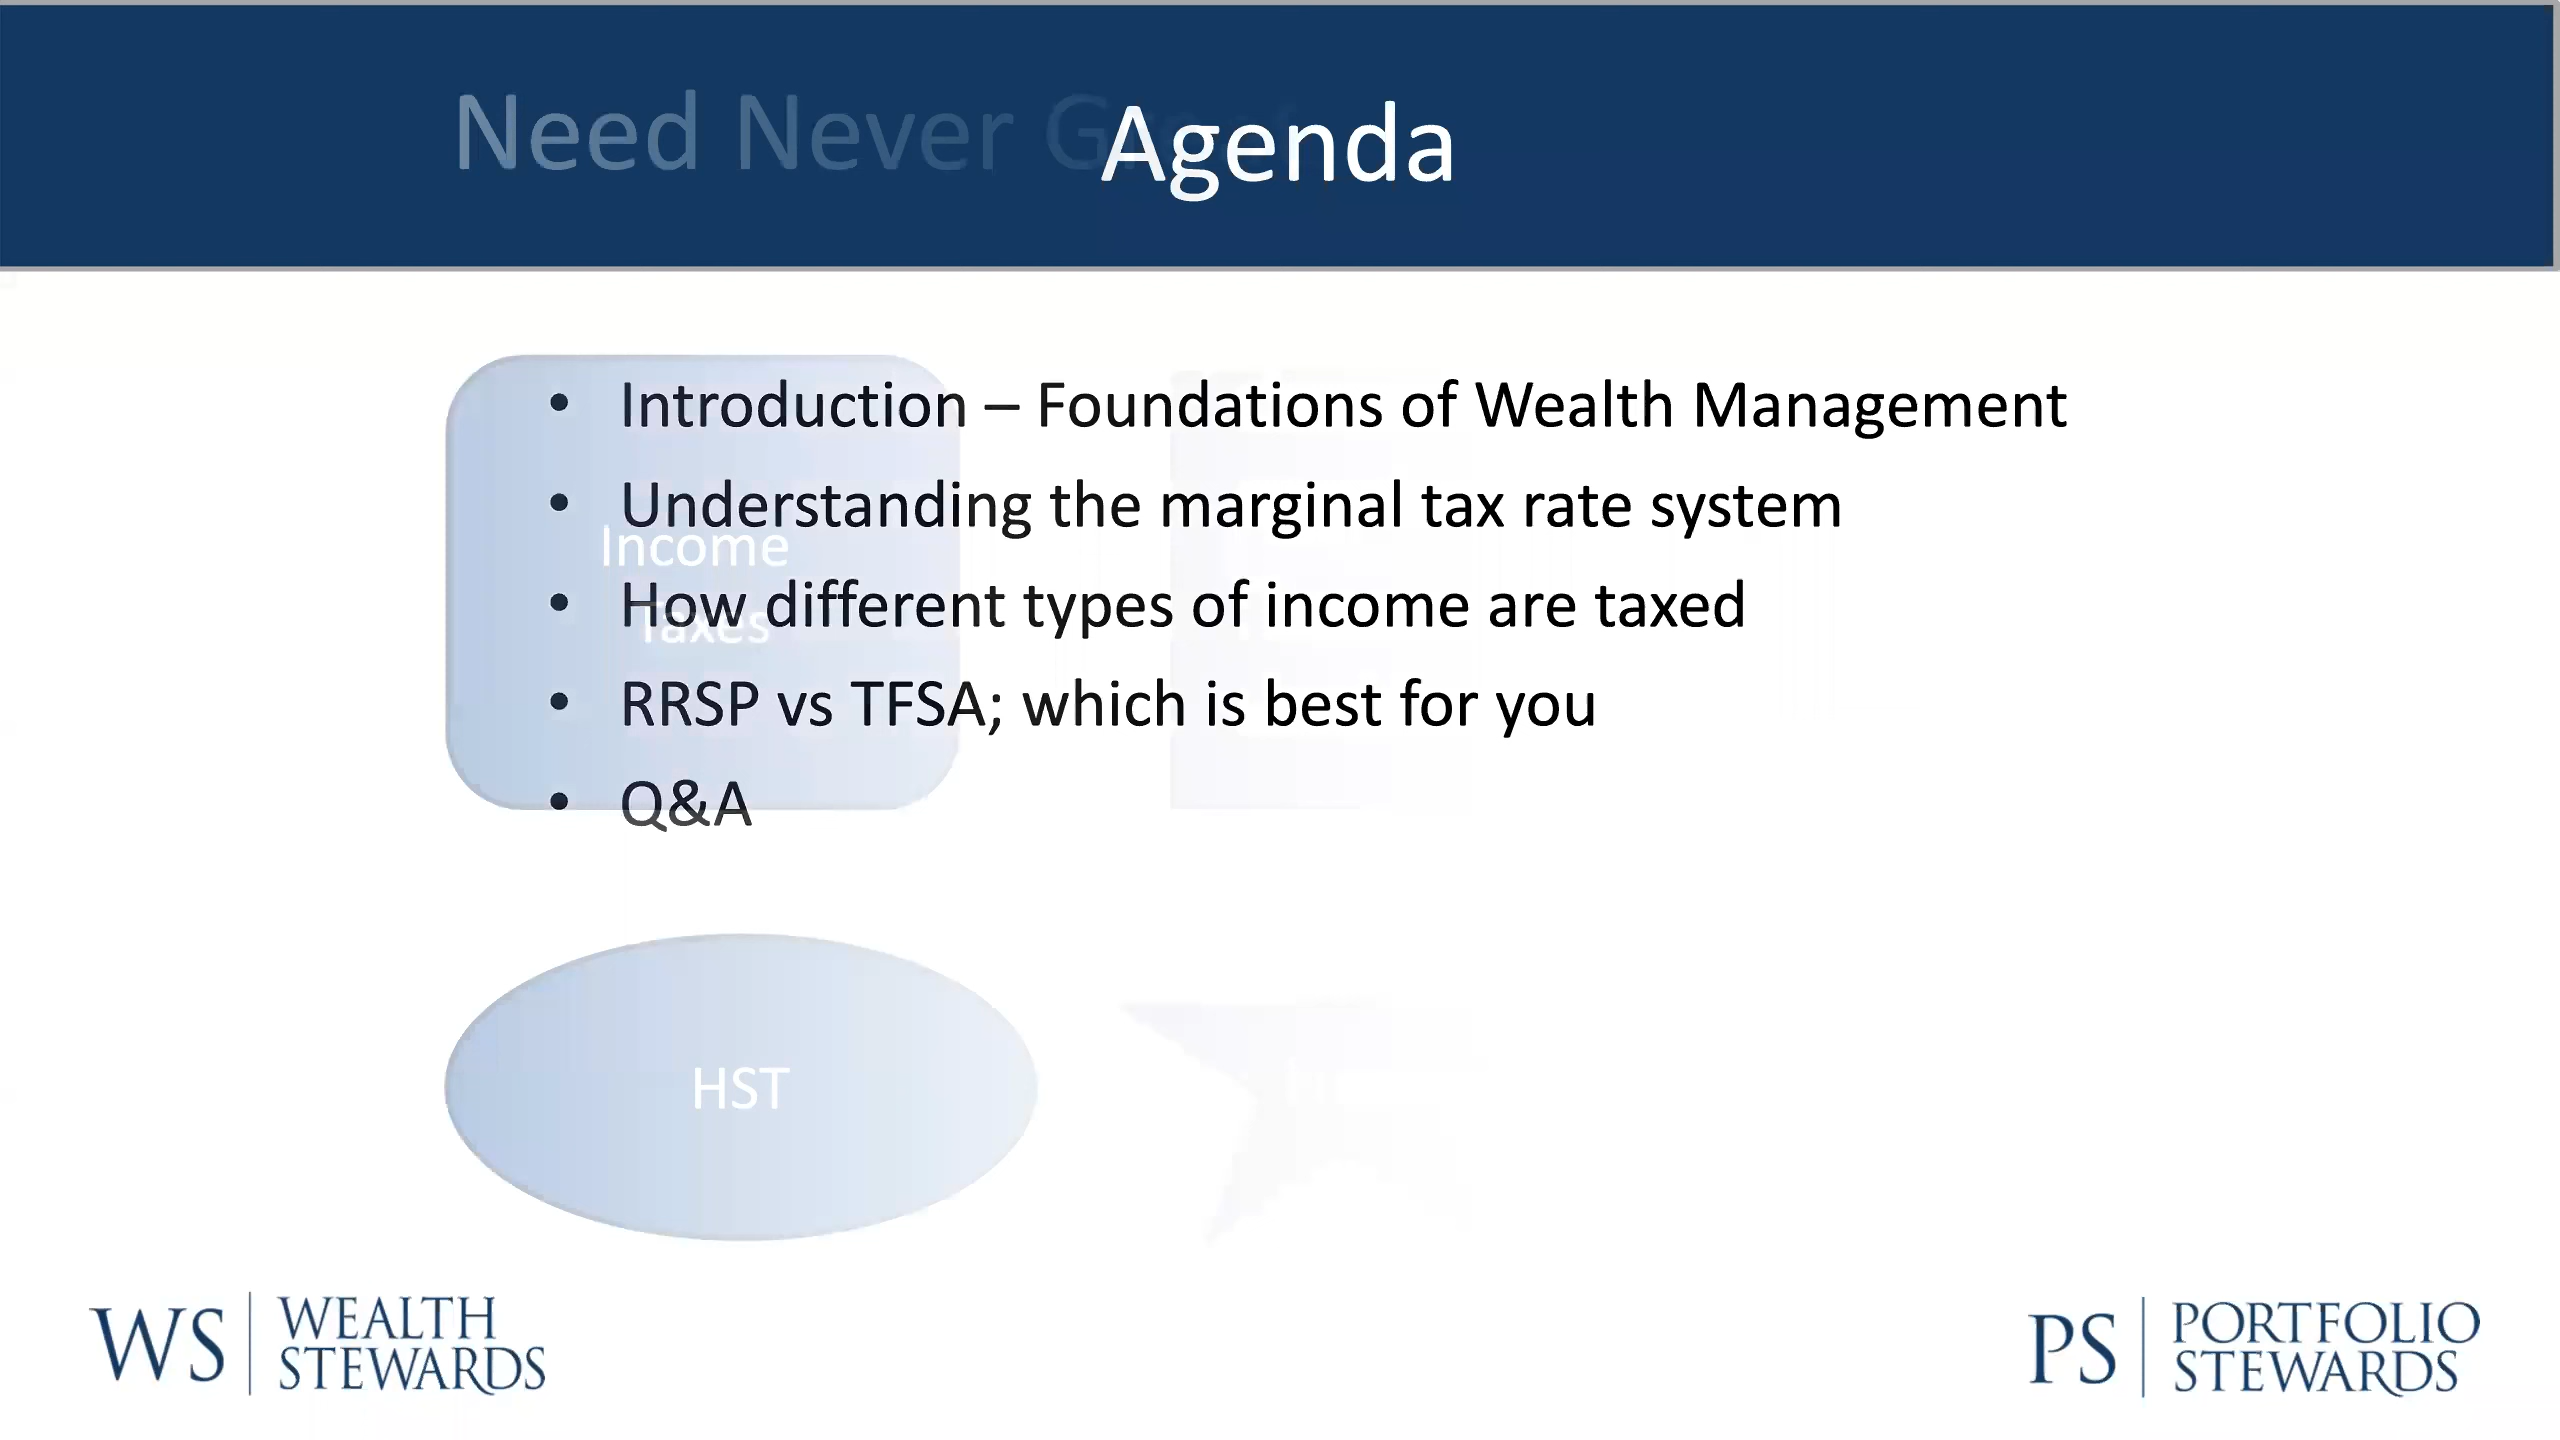 Need Never
Agenda
• Introduction – Foundations of Wealth Management
• Understanding the marginal tax rate system
Income
• How different types of income are taxed
Taxes
• RRSP vs TFSA; which is best for you
• Q&A
HST
WS WEALTH STEWARDS
PS PORTFOLIO STEWARDS